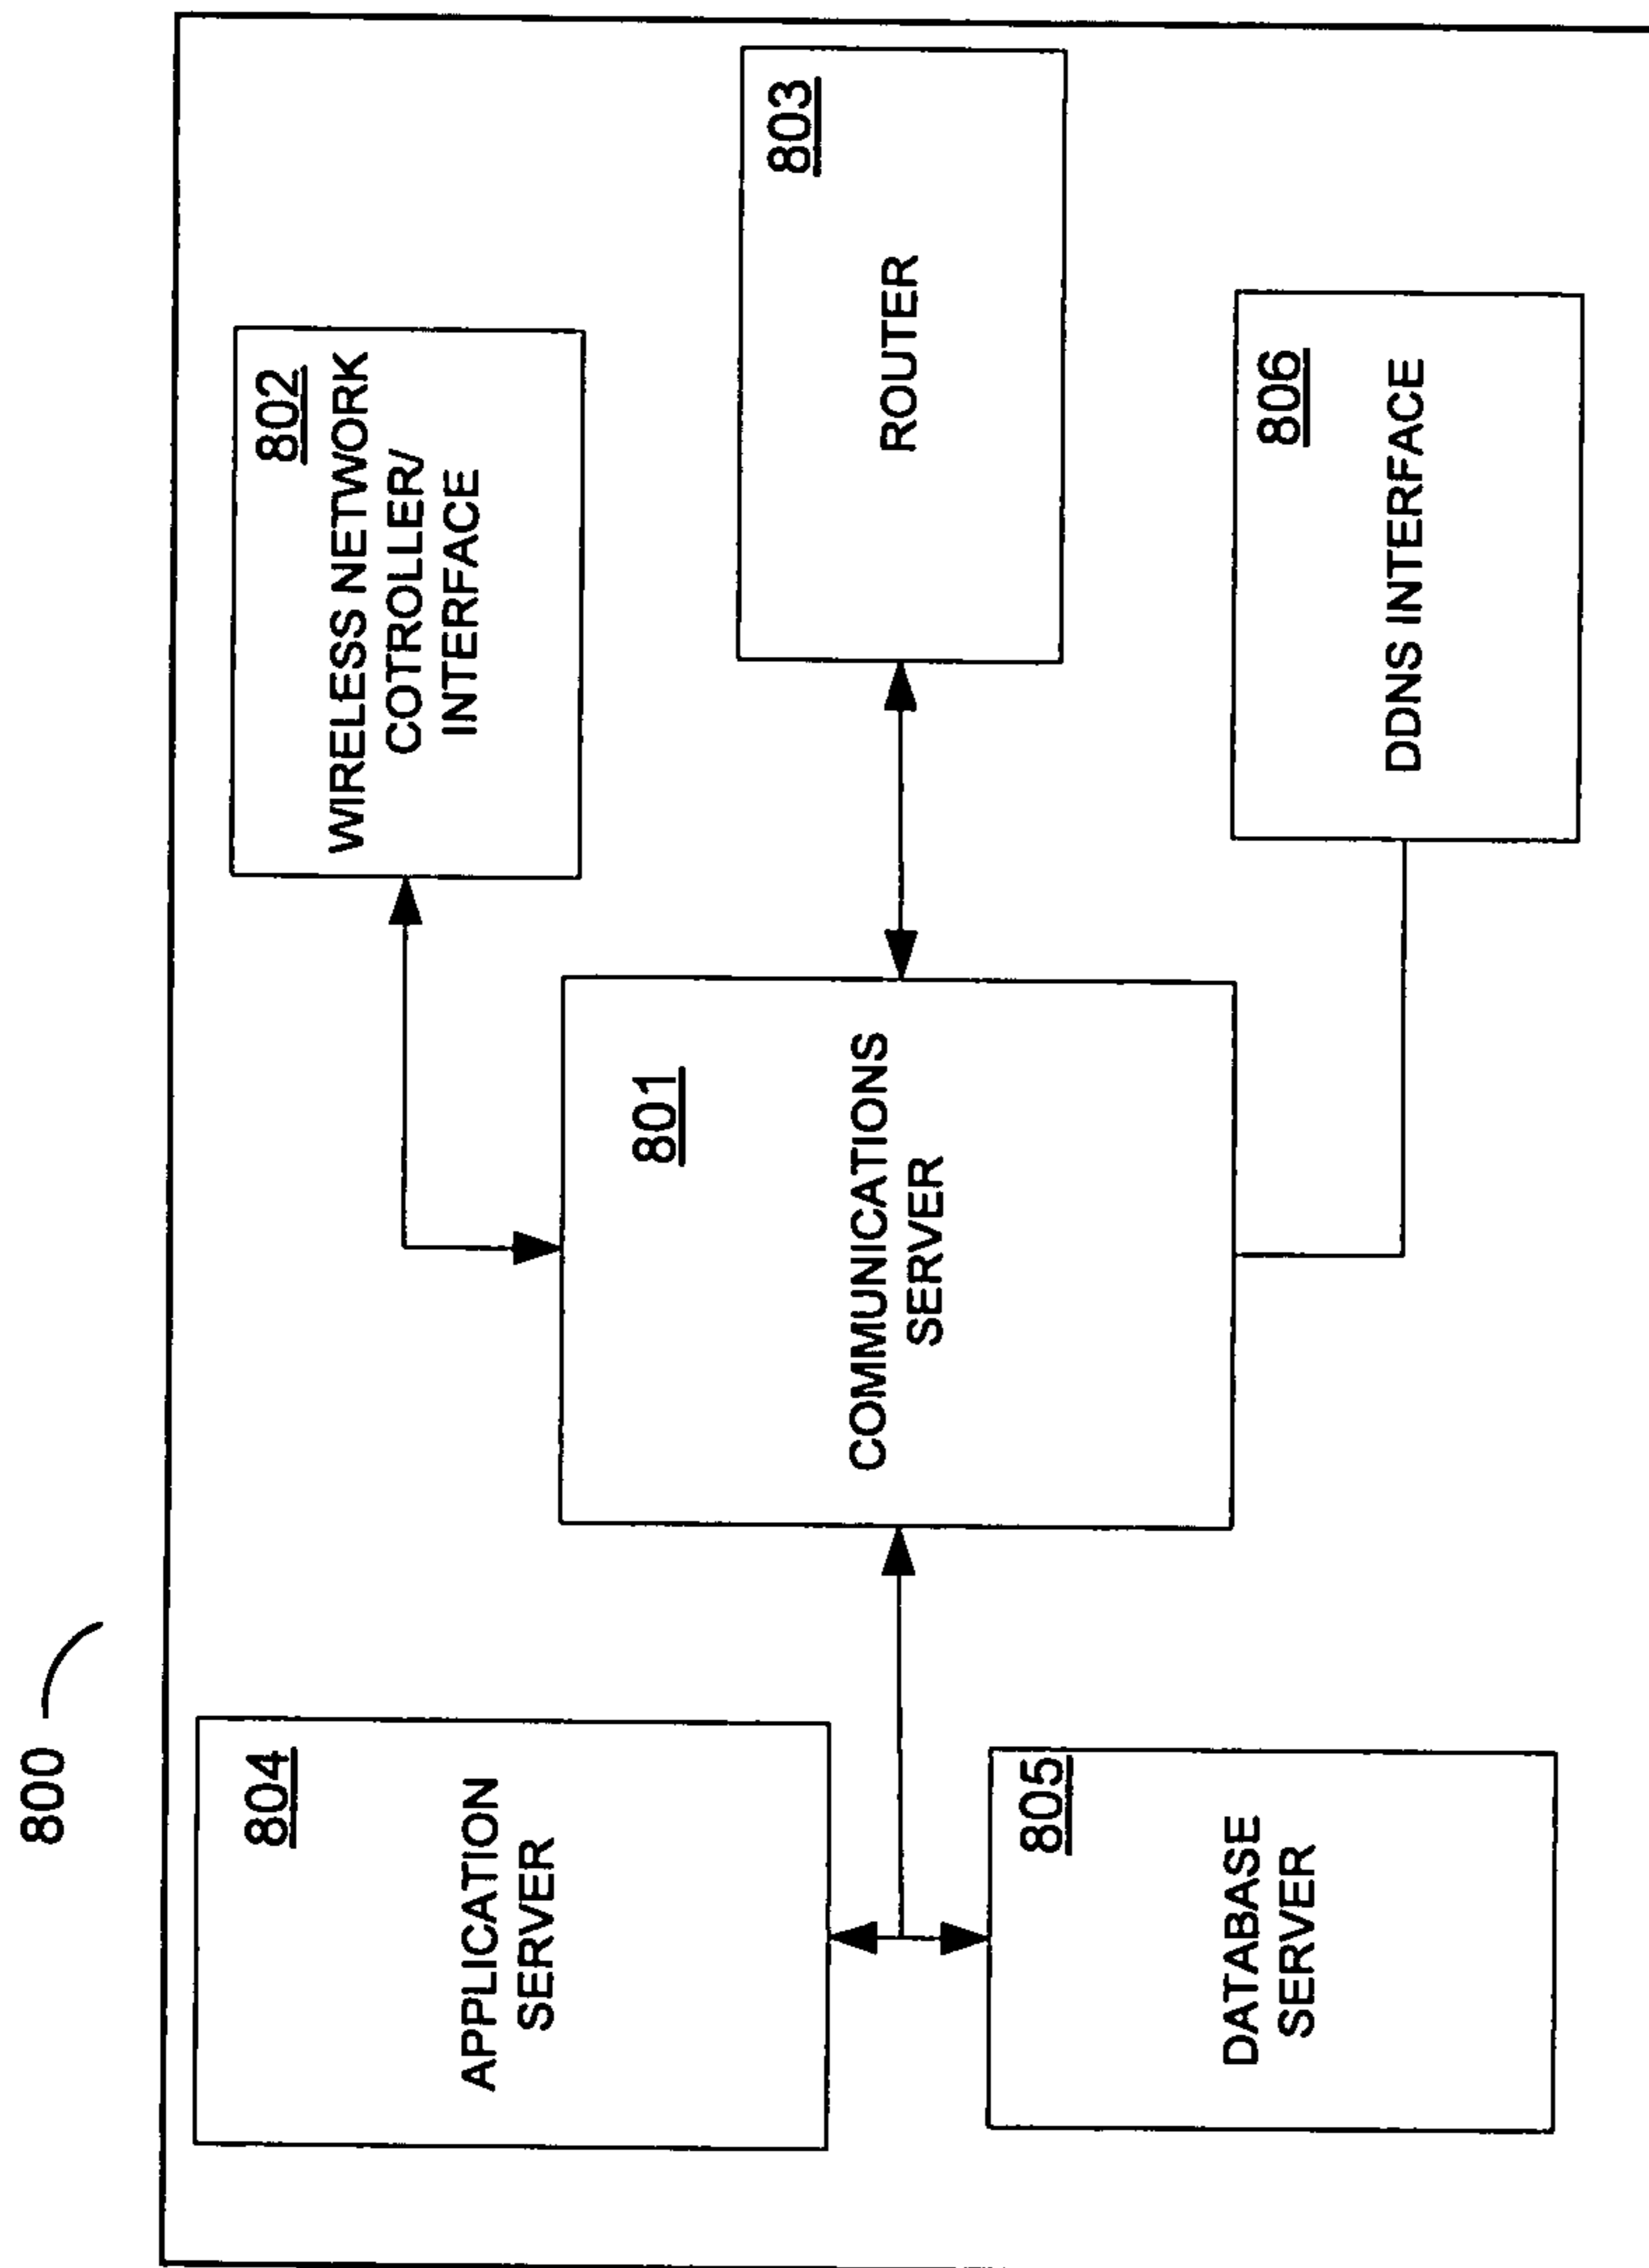 800
804
APPLICATION
SERVER
805
DATABASE
SERVER
801
COMMUNICATIONS
SERVER
802
WIRELESS NETWORK
COTROLLER/
INTERFACE
803
ROUTER
806
DDNS INTERFACE